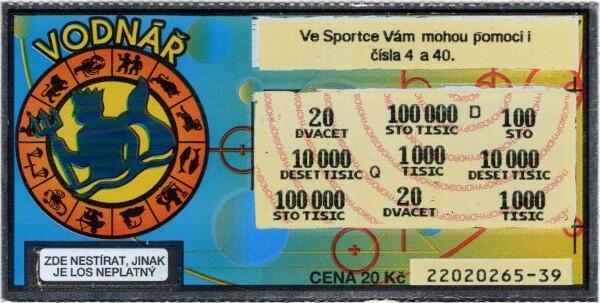 VODNÁŘ
Ve Sportce Vám mohou pomoci i
čísla 4 a 40.
20 100 000 D 100
DVACET STO TISIC STO
10 000 1 000 10 000
DESET TISIC Q TISIC DESET TISIC
100 000 20 1 000
STO TISIC DVACET TISIC
ZDE NESTÍRAT, JINAK
JE LOS NEPLATNÝ
CENA 20 Kč 22020265-39